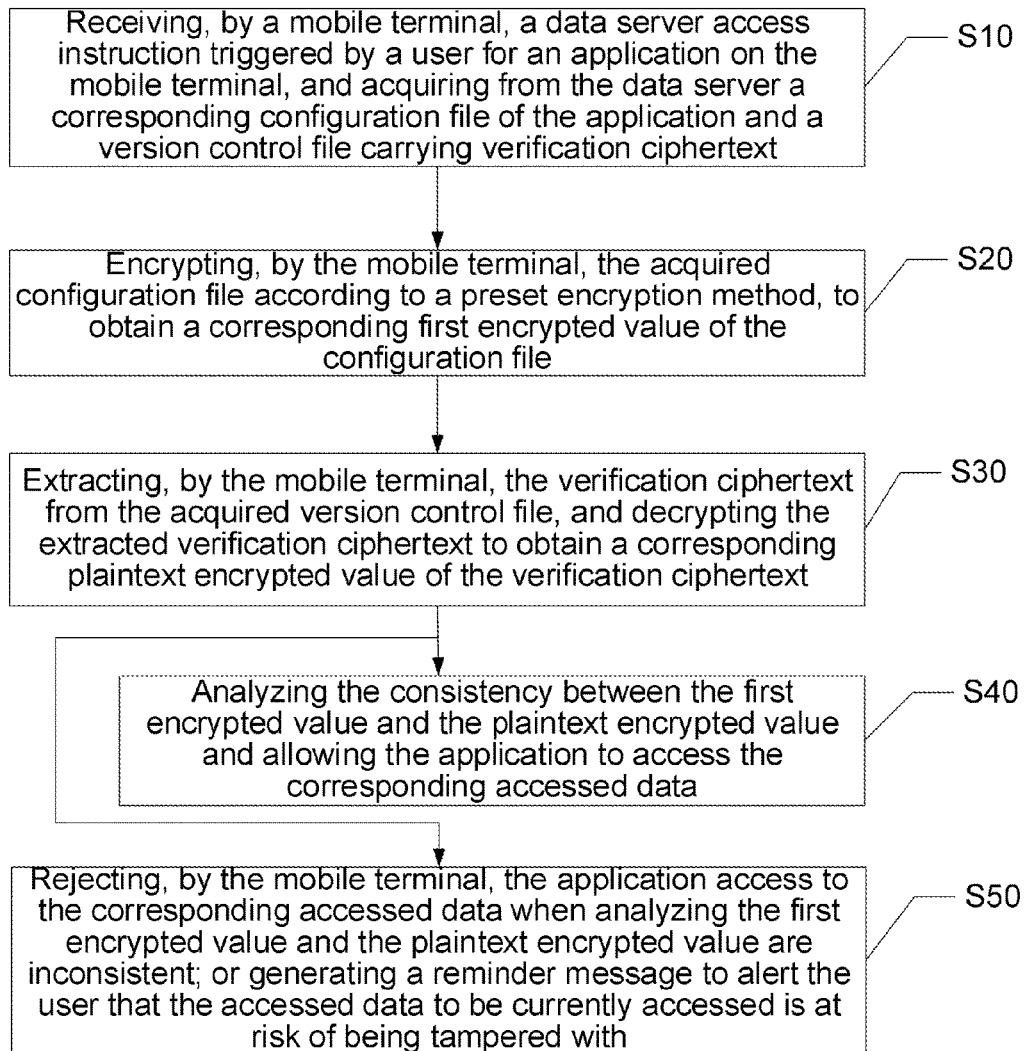 Receiving, by a mobile terminal, a data server access
instruction triggered by a user for an application on the
mobile terminal, and acquiring from the data server a
corresponding configuration file of the application and a
version control file carrying verification ciphertext
S10
Encrypting, by the mobile terminal, the acquired
configuration file according to a preset encryption method, to
obtain a corresponding first encrypted value of the
configuration file
S20
Extracting, by the mobile terminal, the verification ciphertext
from the acquired version control file, and decrypting the
extracted verification ciphertext to obtain a corresponding
plaintext encrypted value of the verification ciphertext
S30
Analyzing the consistency between the first
encrypted value and the plaintext encrypted value
and allowing the application to access the
corresponding accessed data
S40
Rejecting, by the mobile terminal, the application access to
the corresponding accessed data when analyzing the first
encrypted value and the plaintext encrypted value are
inconsistent; or generating a reminder message to alert the
user that the accessed data to be currently accessed is at
risk of being tampered with
S50